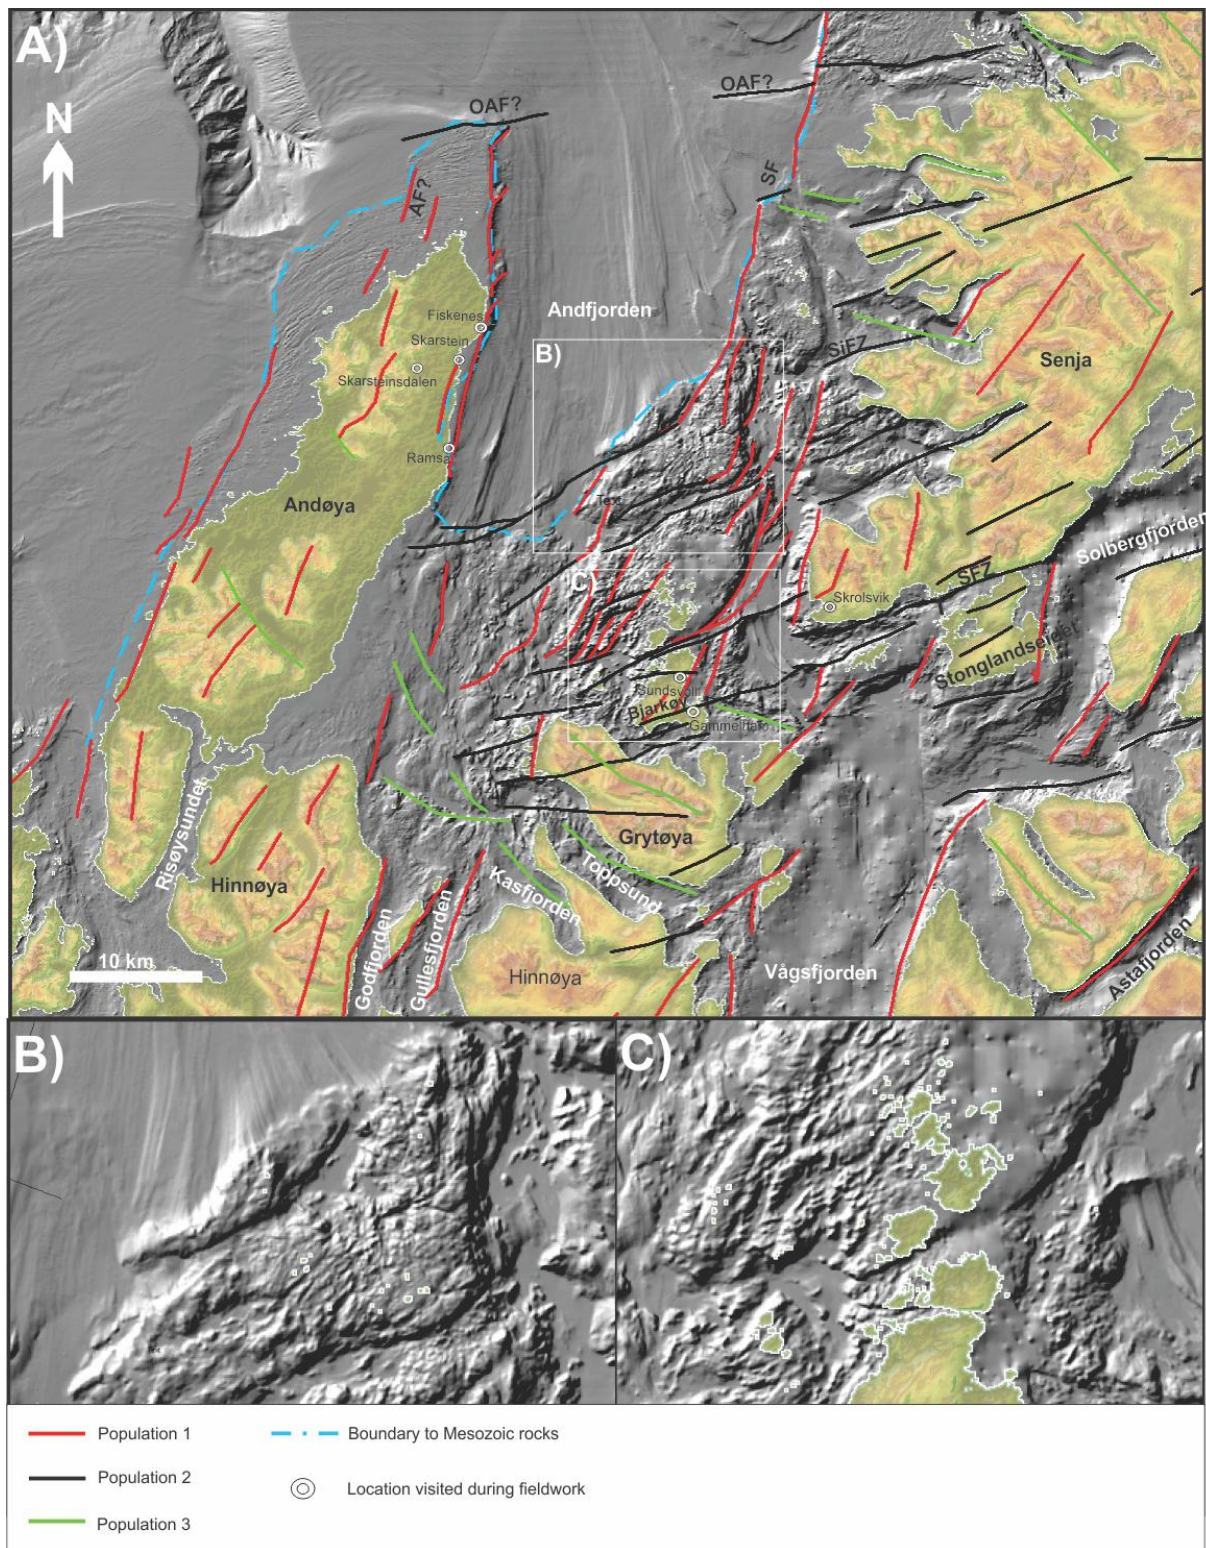 A)
N
OAF?
OAF?
AF?
SF
Andfjorden
Fiskenes
Skarstein
Skarsteinsdalen
B)
SiFZ
Senja
Ramsa
Andøya
Solbergfjorden
C)
SFZ
Skrolsvik
Stonglandseidet
Sundsvoll
Bjarkøy
Risøysundet
Grytøya
Hinnøya
Kasfjorden
Toppsund
Godfjorden
Gullesfjorden
Hinnøya
Vågsfjorden
Astafjorden
10 km
B)
C)
Population 1
Boundary to Mesozoic rocks
Population 2
Location visited during fieldwork
Population 3